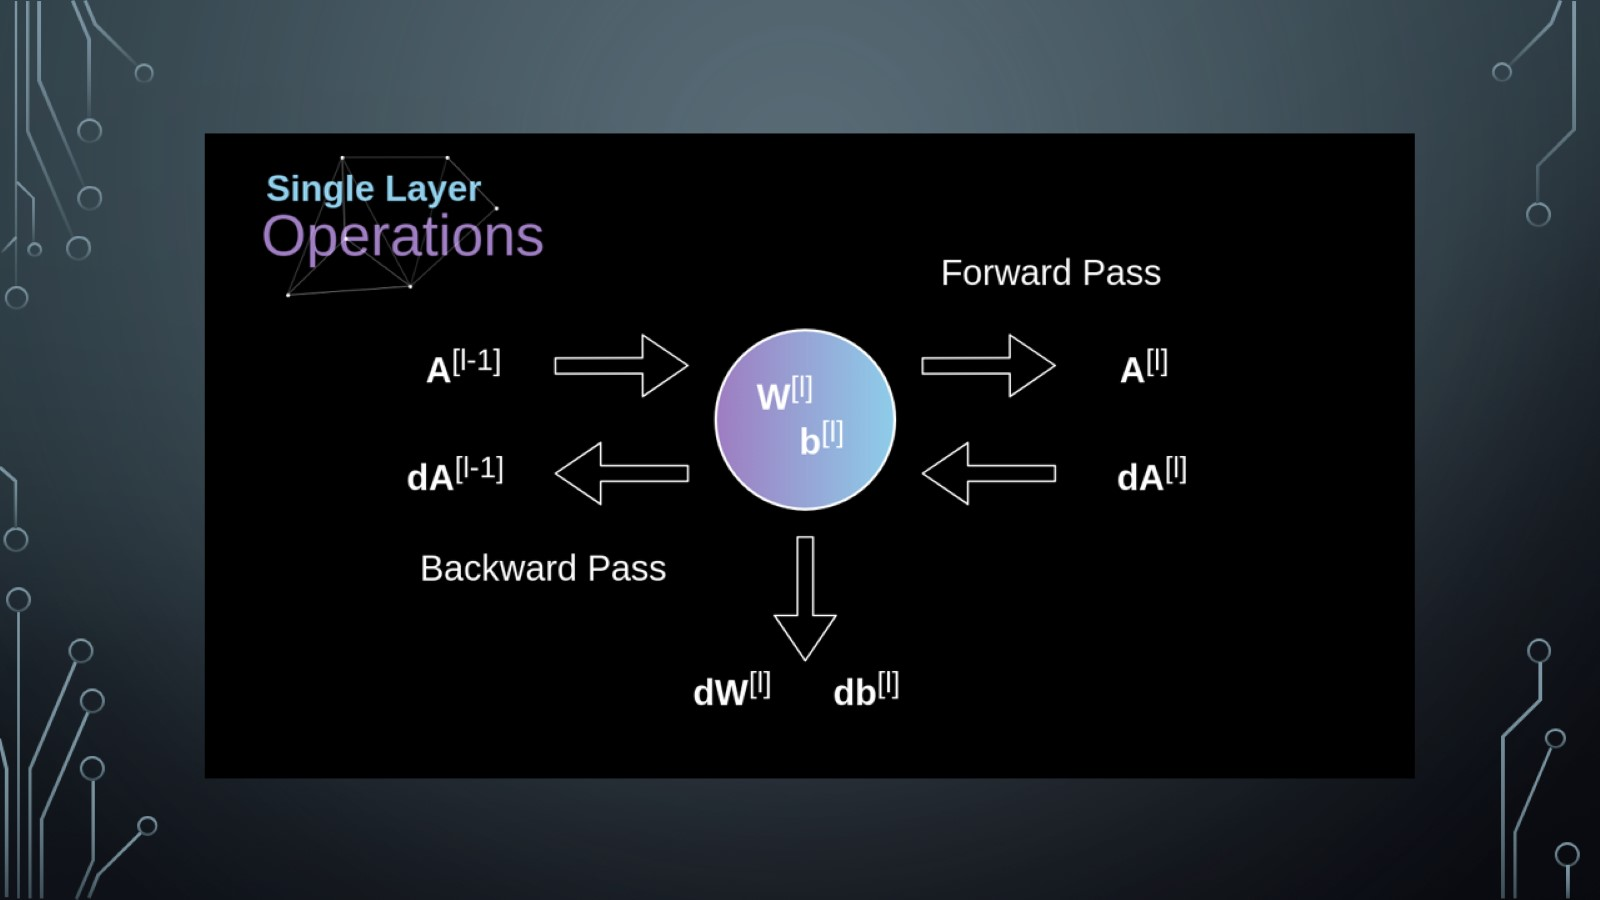 Single Layer
Operations
Forward Pass
A[l-1]
A[l]
W[l]
b[l]
dA[l-1]
dA[l]
Backward Pass
dW[l] db[l]